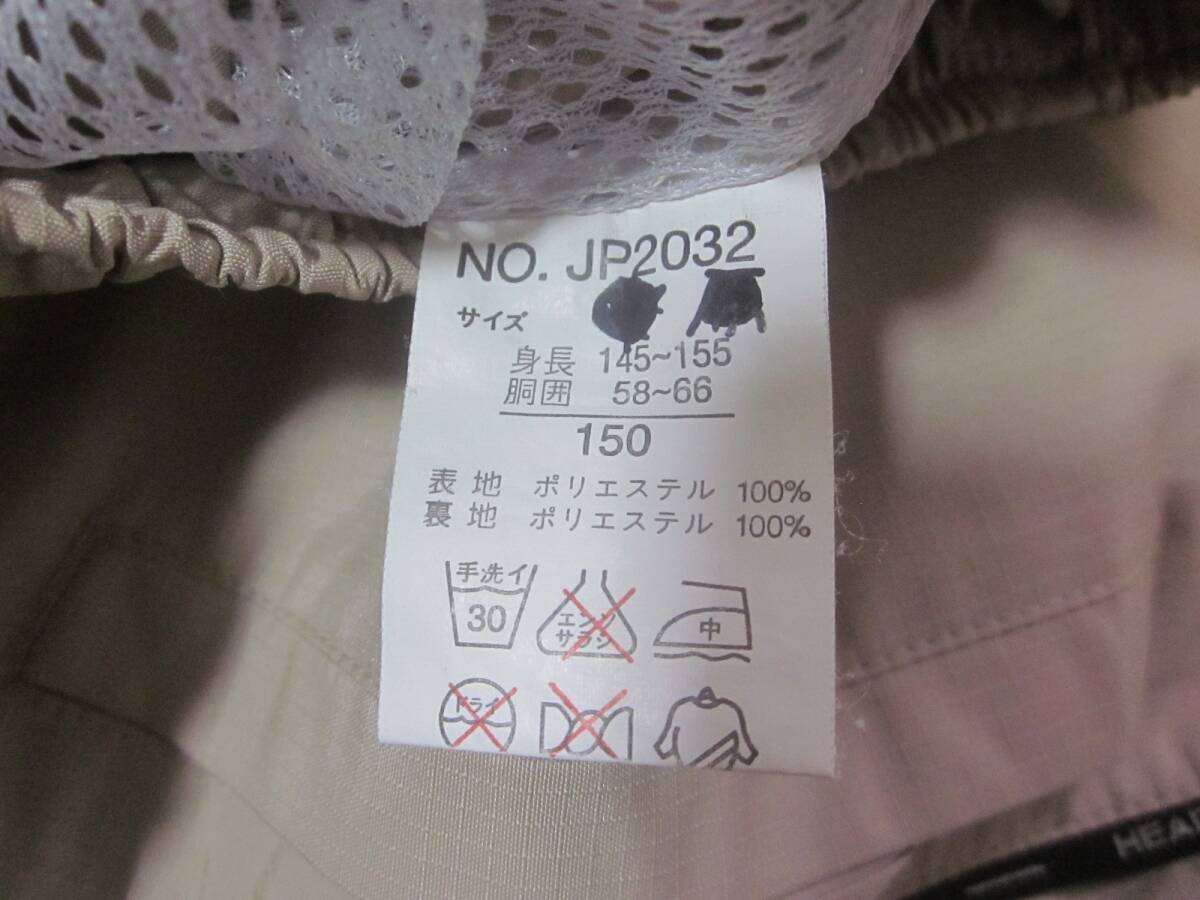 NO. JP2032
サイズ
身長 145~155
胴囲 58~66
150
表地 ポリエステル 100%
裏地 ポリエステル 100%
手洗イ
30
エンソ
サラシ
中
ドライ